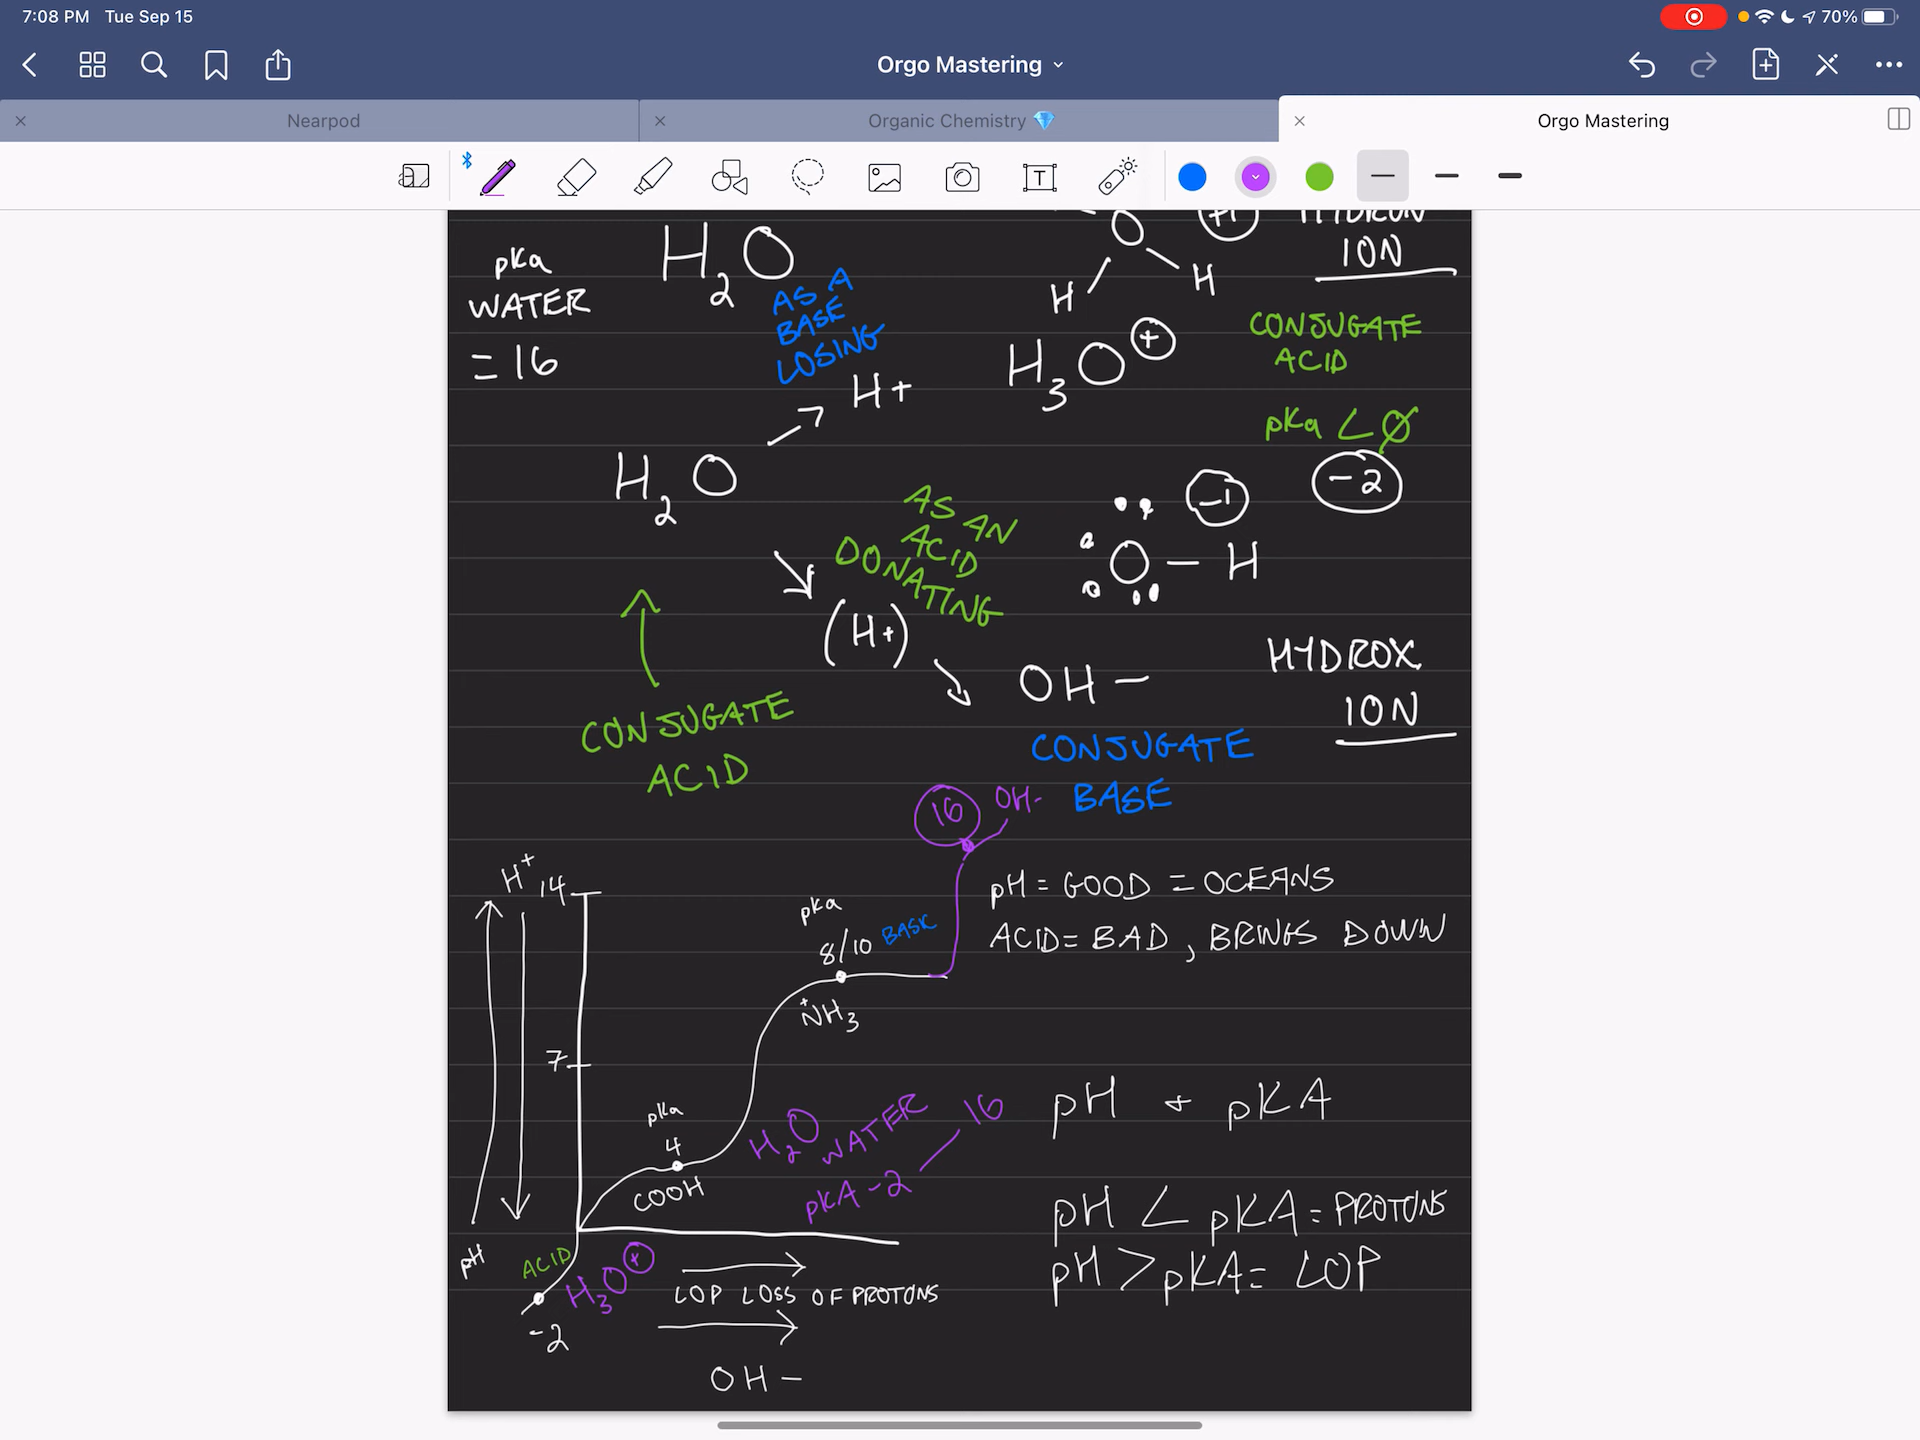 7:08 PM Tue Sep 15
70%
Orgo Mastering
Nearpod
Organic Chemistry 💎
Orgo Mastering
pka
WATER
= 16
H2O
AS A
BASE
LOSING
H+
O
H
H
+1
ION
H3O+
CONJUGATE
ACID
pKa < Ø
-2
H2O
AS AN
ACID
DONATING
(H+)
-1
O - H
CONJUGATE
ACID
OH -
HYDROX
ION
CONJUGATE
BASE
16
OH-
H+
14
7
pH
pka
8/10
BASK
+NH3
pH = GOOD = OCEANS
ACID = BAD, BRINGS DOWN
pka
4
COOH
H2O WATER
pKA -2 — 16
pH + pKA
pH < pKA = PROTONS
pH > pKA = LOP
ACID
H3O+
-2
LOP LOSS OF PROTONS
OH -